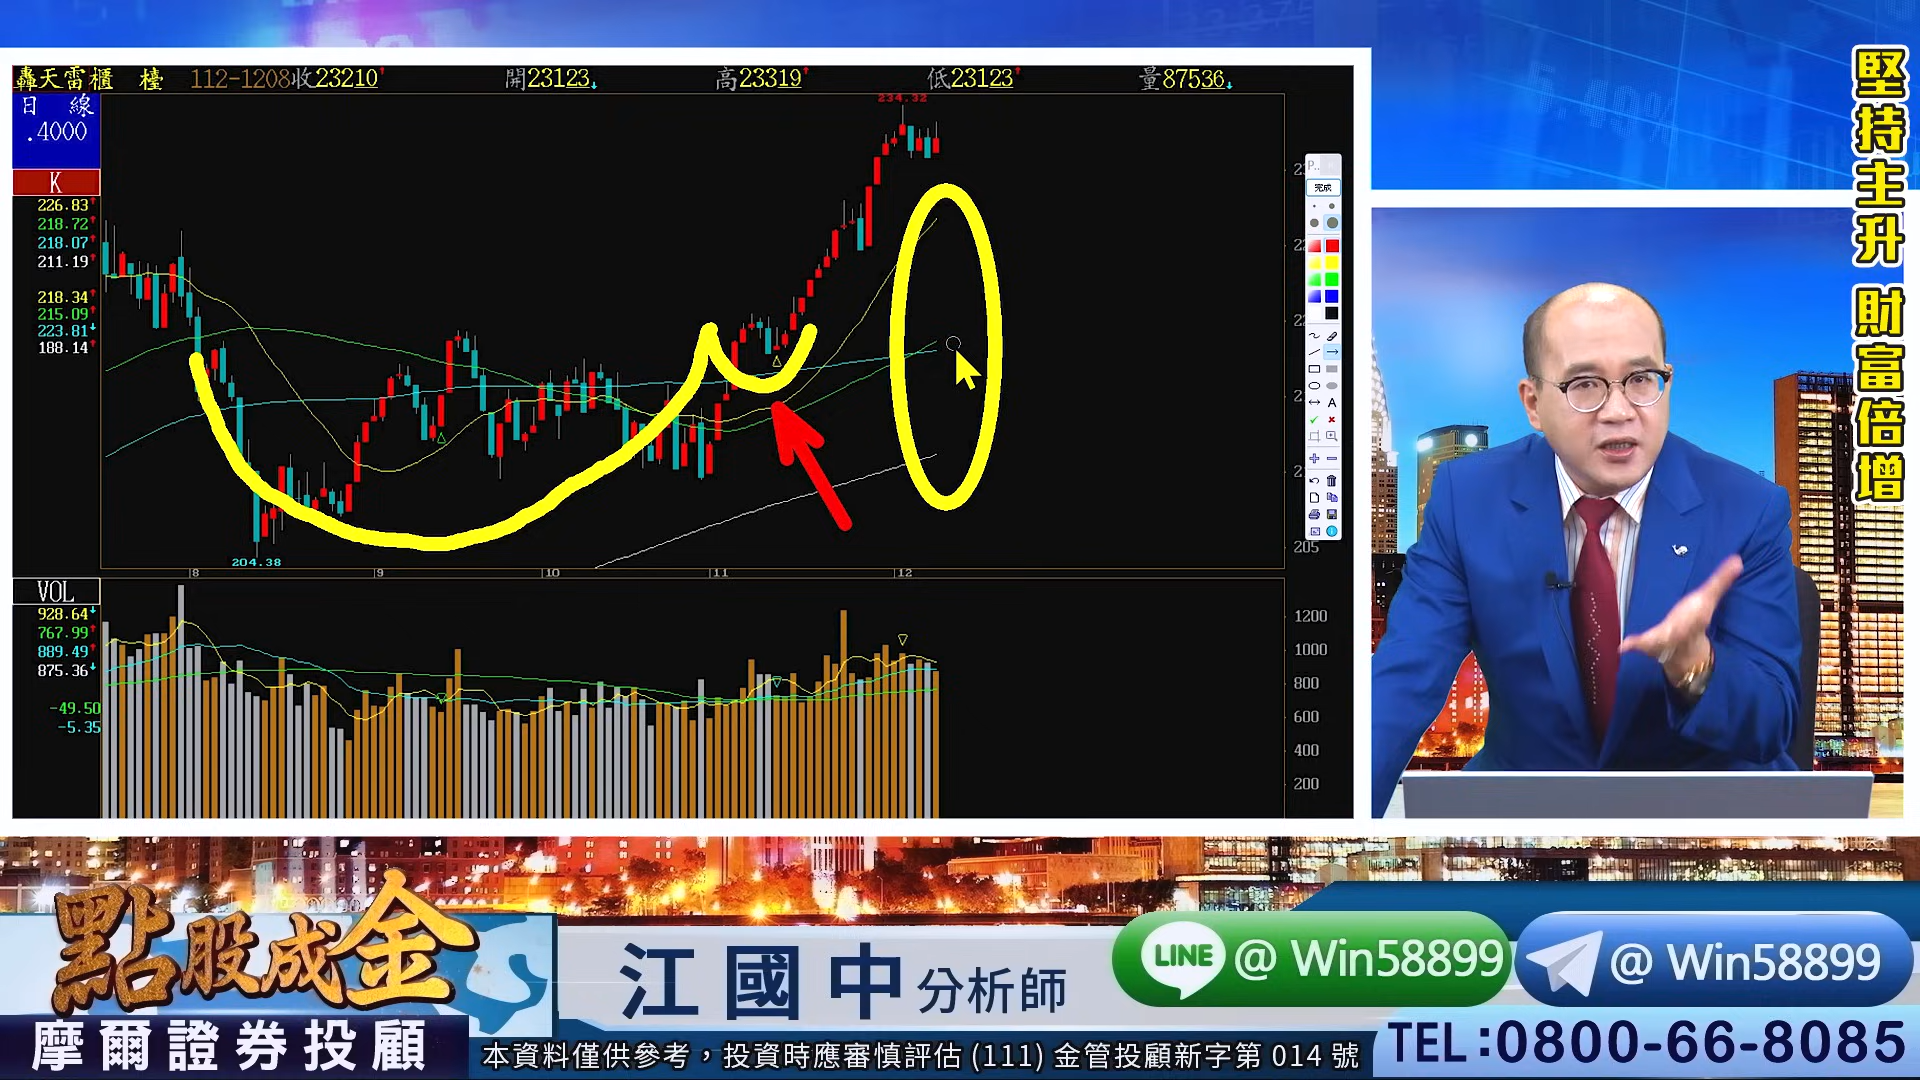 轟天雷櫃 檯 112-1208收23210 開23123 高23319 低23123 量87536
日 線
.4000
K
226.83
218.72
218.07
211.19
218.34
215.09
223.81
188.14
234.32
204.38
205
8 9 10 11 12
VOL
928.64
767.99
889.49
875.36
-49.50
-5.35
1200
1000
800
600
400
200
完成
A
堅持主升 財富倍增
點股成金
摩爾證券投顧
江國中 分析師
LINE @ Win58899
@ Win58899
TEL:0800-66-8085
本資料僅供參考，投資時應審慎評估 (111) 金管投顧新字第 014 號